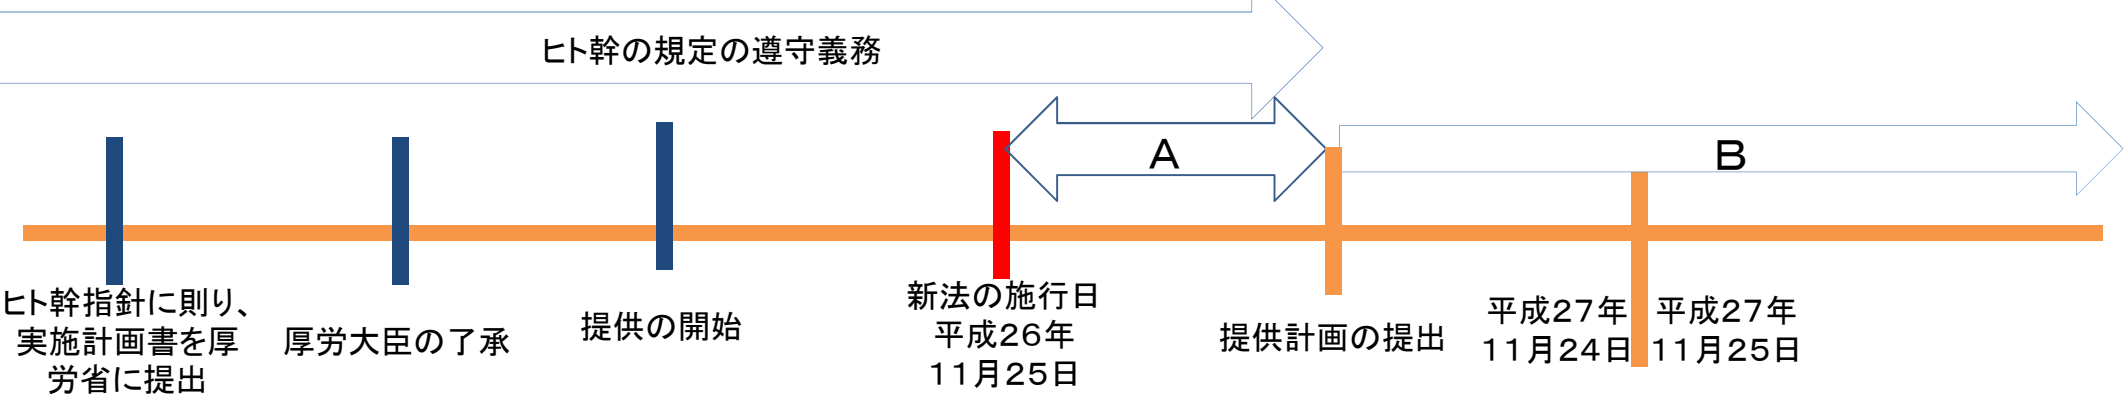 ヒト幹の規定の遵守義務
A
B
ヒト幹指針に則り、
実施計画書を厚
労省に提出
厚労大臣の了承
提供の開始
新法の施行日
平成26年
11月25日
提供計画の提出
平成27年
11月24日
平成27年
11月25日